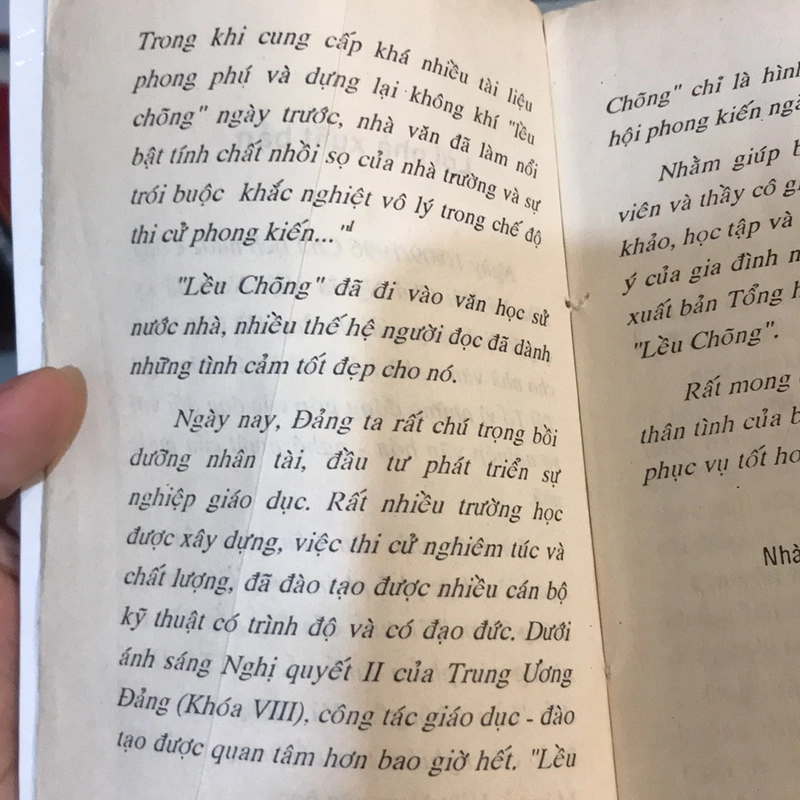 Trong khi cung cấp khá nhiều tài liệu
phong phú và dựng lại không khí "lều
chõng" ngày trước, nhà văn đã làm nổi
bật tính chất nhồi sọ của nhà trường và sự
trói buộc khắc nghiệt vô lý trong chế độ
thi cử phong kiến..."
"Lều Chõng" đã đi vào văn học sử
nước nhà, nhiều thế hệ người đọc đã dành
những tình cảm tốt đẹp cho nó.
Ngày nay, Đảng ta rất chú trọng bồi
dưỡng nhân tài, đầu tư phát triển sự
nghiệp giáo dục. Rất nhiều trường học
được xây dựng, việc thi cử nghiêm túc và
chất lượng, đã đào tạo được nhiều cán bộ
kỹ thuật có trình độ và có đạo đức. Dưới
ánh sáng Nghị quyết II của Trung Ương
Đảng (Khóa VIII), công tác giáo dục - đào
tạo được quan tâm hơn bao giờ hết. "Lều
Chõng" chỉ là hình
hội phong kiến
Nhằm giúp
viên và thầy cô
khảo, học tập và
ý của gia đình
xuất bản Tổng
"Lều Chõng".
Rất mong
thân tình của
phục vụ tốt
Nhà